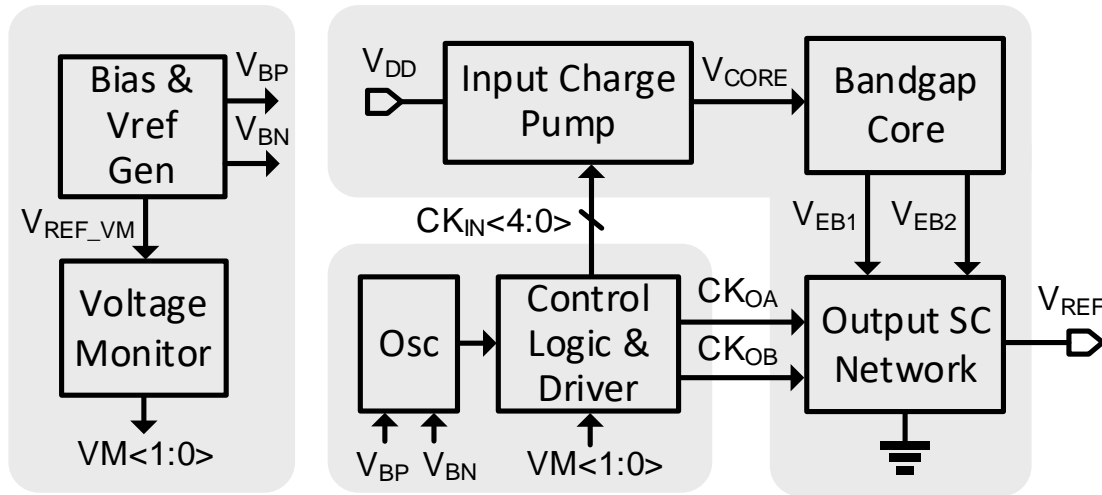 Bias &
Vref
Gen
V_BP
V_BN
V_REF_VM
Voltage
Monitor
VM<1:0>
V_DD
Input Charge
Pump
V_CORE
Bandgap
Core
CK_IN<4:0>
V_EB1
V_EB2
Osc
Control
Logic &
Driver
CK_OA
CK_OB
Output SC
Network
V_REF
V_BP
V_BN
VM<1:0>